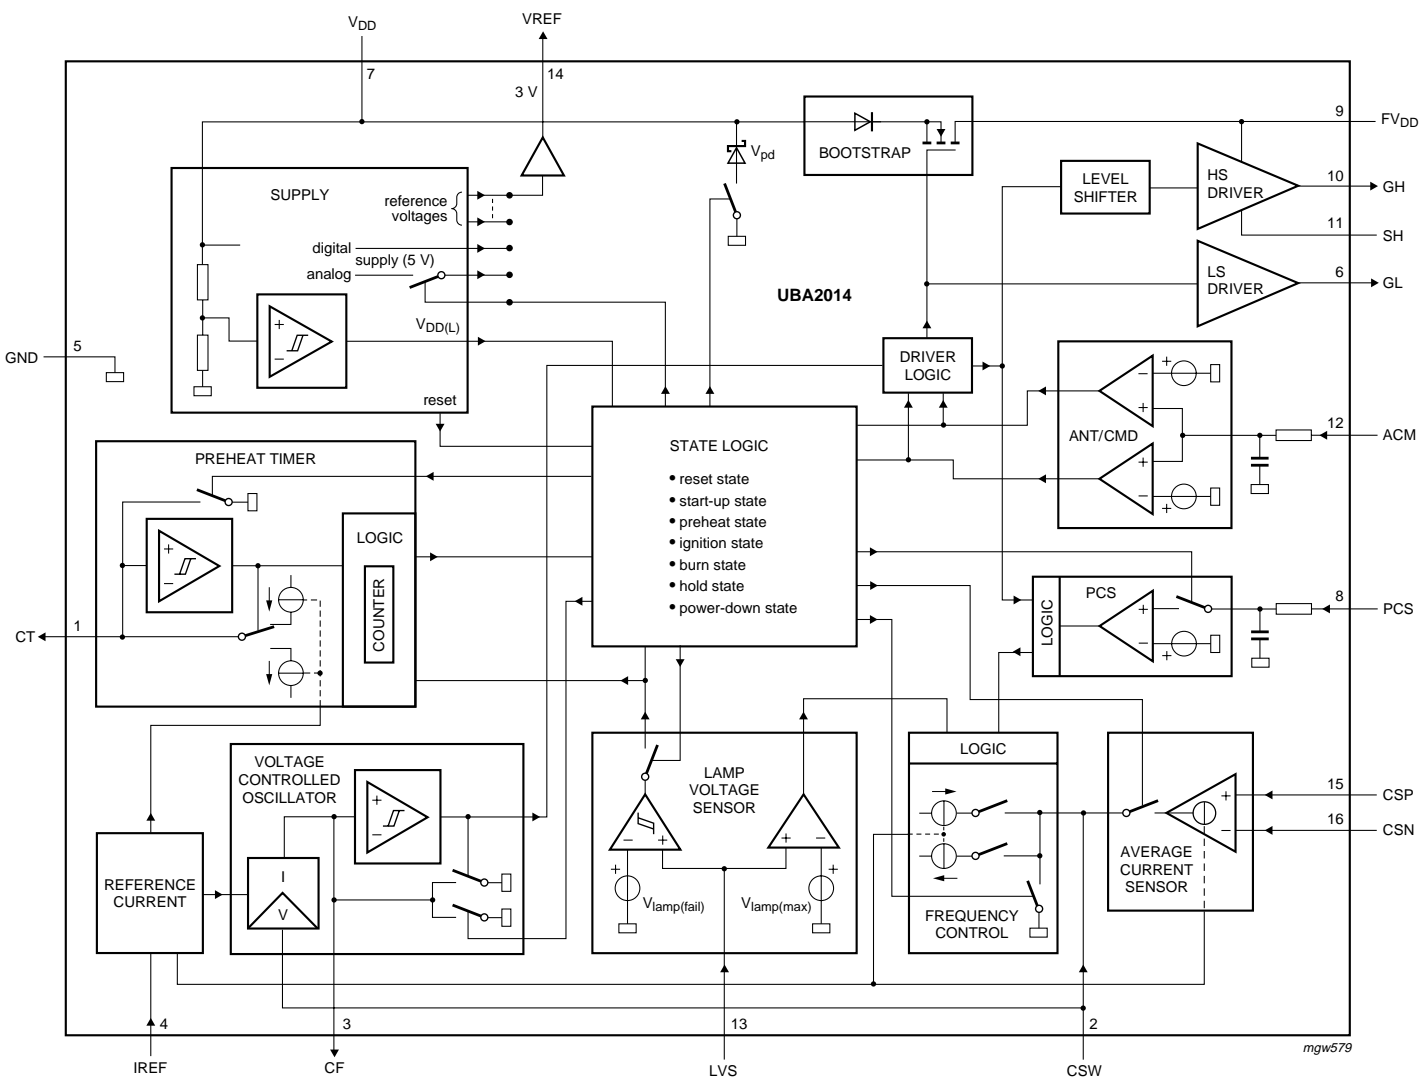 VDD
VREF
7
14
3 V
9
FVDD
BOOTSTRAP
Vpd
SUPPLY
reference
voltages
LEVEL
SHIFTER
HS
DRIVER
10
GH
11
SH
digital
supply (5 V)
analog
UBA2014
LS
DRIVER
6
GL
VDD(L)
GND
5
DRIVER
LOGIC
reset
STATE LOGIC
• reset state
• start-up state
• preheat state
• ignition state
• burn state
• hold state
• power-down state
ANT/CMD
12
ACM
PREHEAT TIMER
LOGIC
COUNTER
CT
1
LOGIC
PCS
8
PCS
VOLTAGE
CONTROLLED
OSCILLATOR
LAMP
VOLTAGE
SENSOR
LOGIC
15
CSP
16
CSN
AVERAGE
CURRENT
SENSOR
REFERENCE
CURRENT
I
V
Vlamp(fail)
Vlamp(max)
FREQUENCY
CONTROL
4
3
13
2
IREF
CF
LVS
CSW
mgw579
+
−
+
−
+
−
+
−
+
+
−
+
+
−
+
−
+
+
−
+
−
+
+
−
+